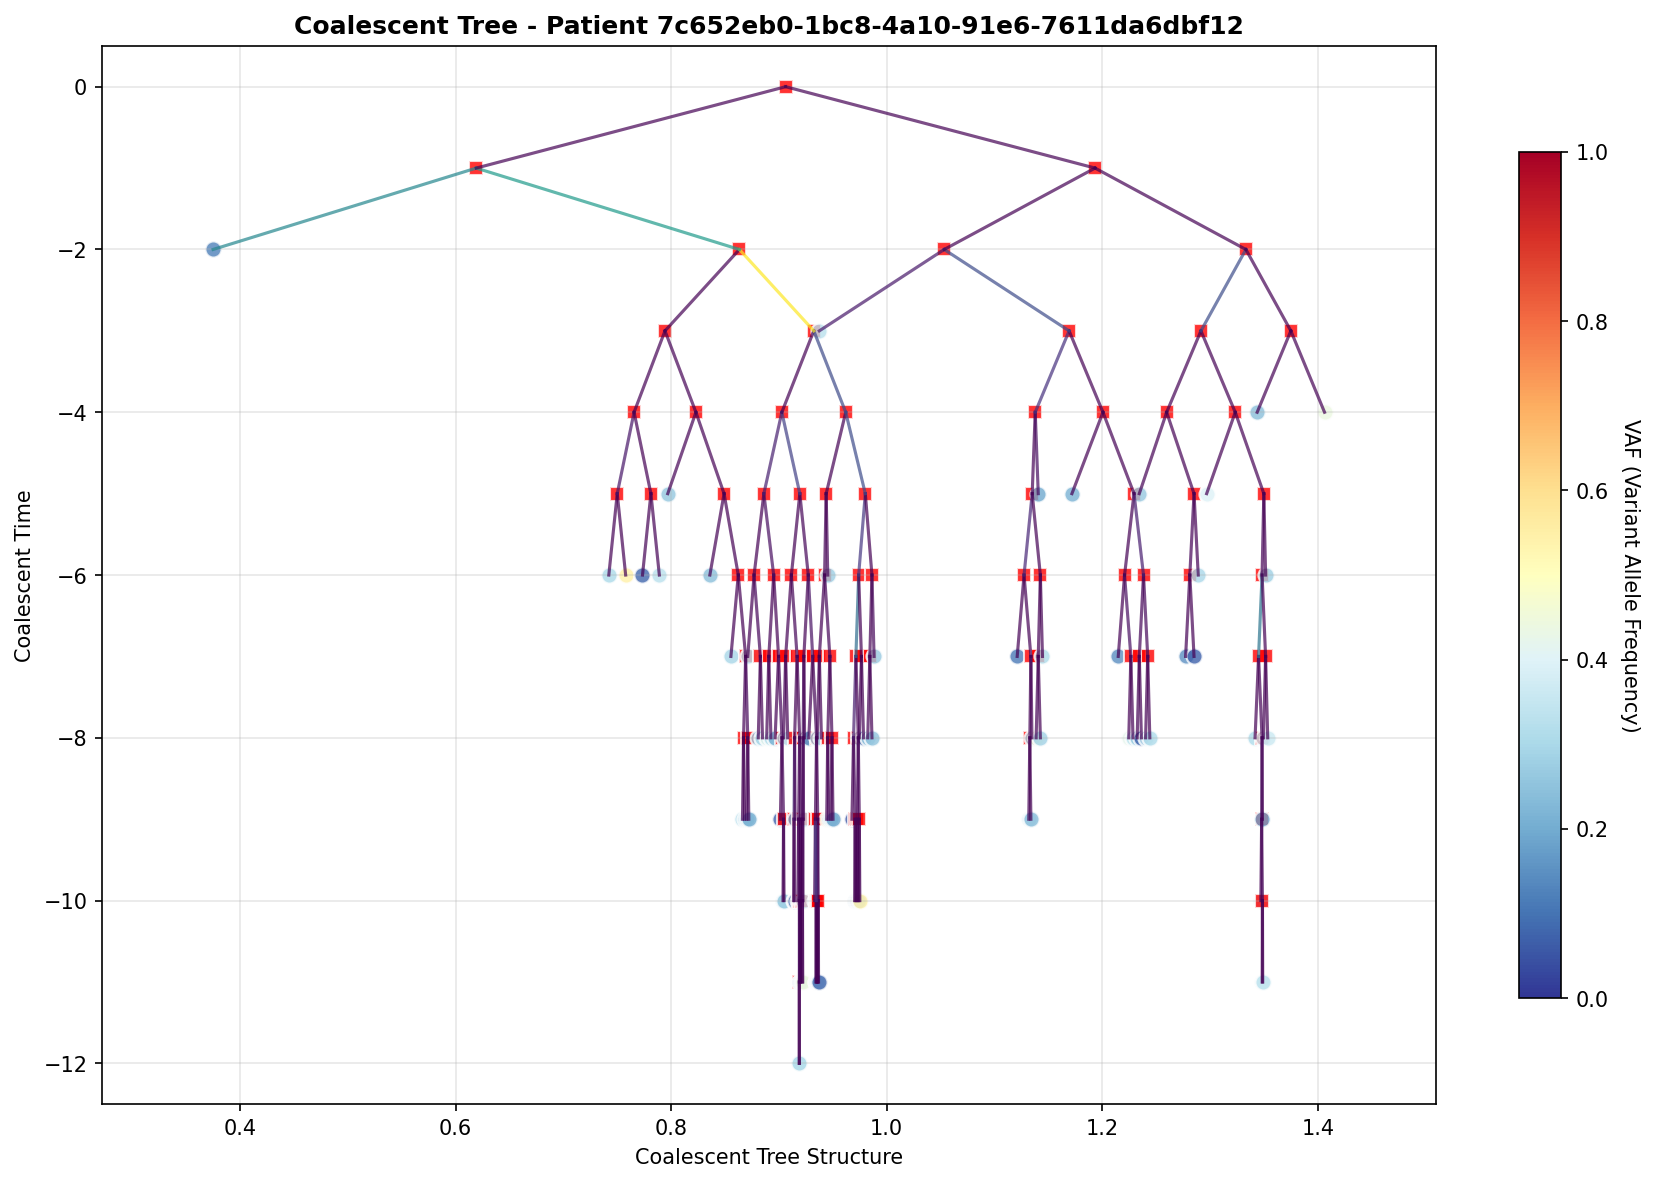 Coalescent Tree - Patient 7c652eb0-1bc8-4a10-91e6-7611da6dbf12
Coalescent Time
0
−2
−4
−6
−8
−10
−12
0.4 0.6 0.8 1.0 1.2 1.4
Coalescent Tree Structure
1.0
0.8
0.6
0.4
0.2
0.0
VAF (Variant Allele Frequency)